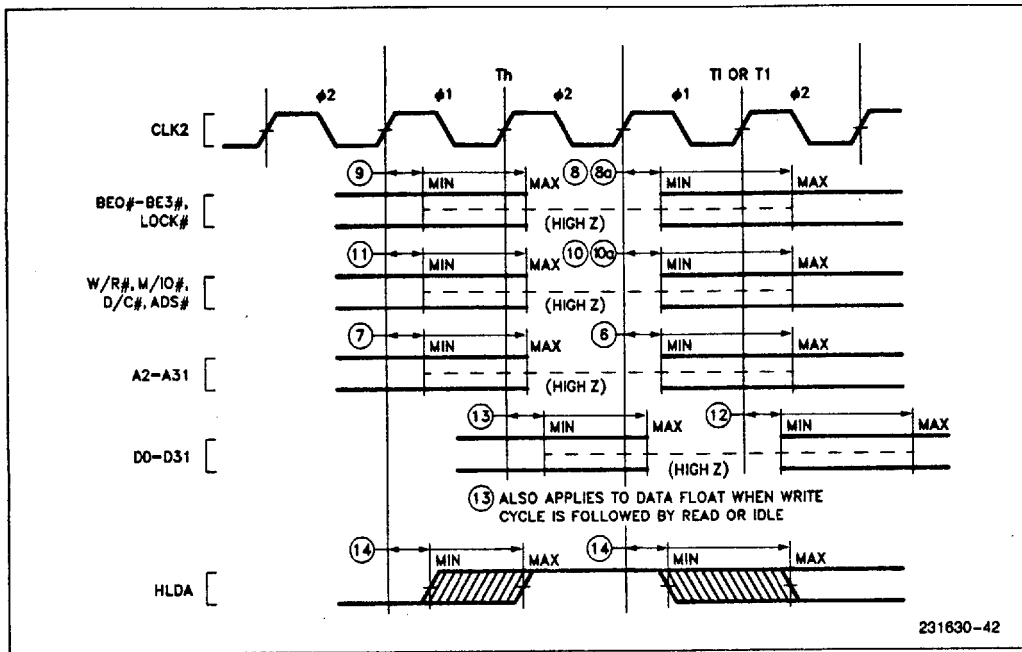 Th TI OR T1
ϕ2 ϕ1 ϕ2 ϕ1 ϕ2
CLK2
9 MIN MAX 8 8a MIN MAX
BE0#-BE3#,
LOCK#
(HIGH Z)
11 MIN MAX 10 10a MIN MAX
W/R#, M/IO#,
D/C#, ADS#
(HIGH Z)
7 MIN MAX 6 MIN MAX
A2-A31
(HIGH Z)
13 MIN MAX 12 MIN MAX
D0-D31
(HIGH Z)
13 ALSO APPLIES TO DATA FLOAT WHEN WRITE
CYCLE IS FOLLOWED BY READ OR IDLE
14 MIN MAX 14 MIN MAX
HLDA
231630-42